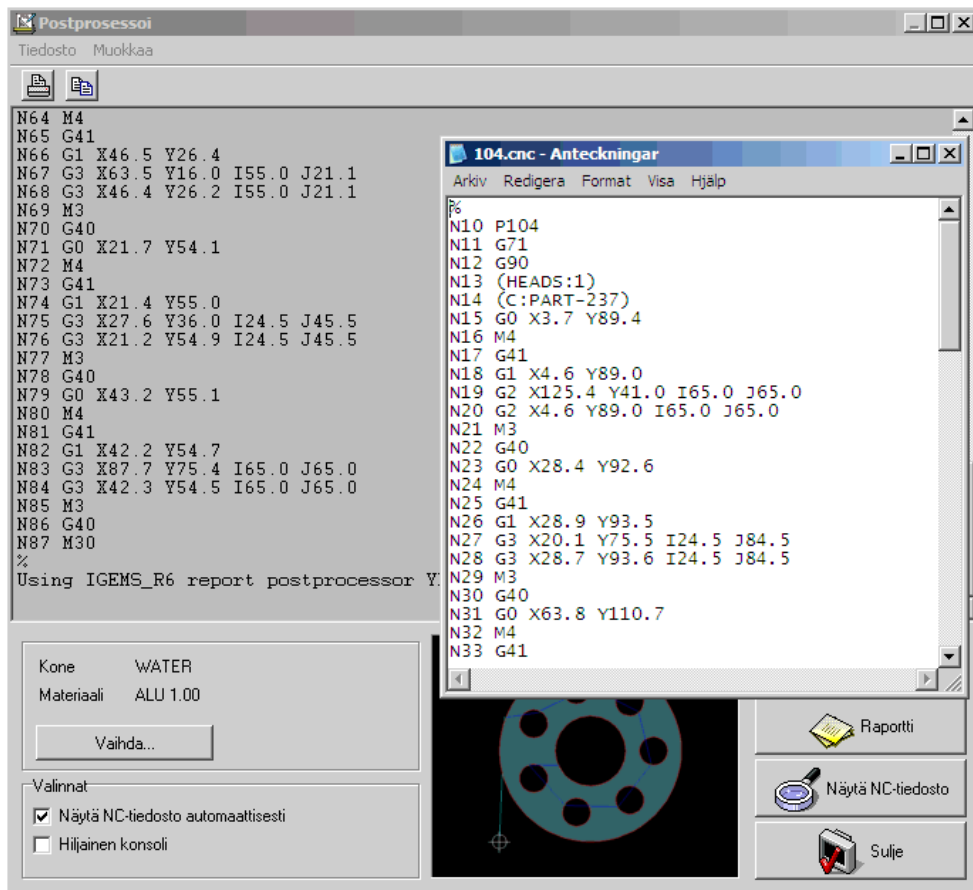 Postprosessoi
Tiedosto Muokkaa
N64 M4
N65 G41
N66 G1 X46.5 Y26.4
N67 G3 X63.5 Y16.0 I55.0 J21.1
N68 G3 X46.4 Y26.2 I55.0 J21.1
N69 M3
N70 G40
N71 G0 X21.7 Y54.1
N72 M4
N73 G41
N74 G1 X21.4 Y55.0
N75 G3 X27.6 Y36.0 I24.5 J45.5
N76 G3 X21.2 Y54.9 I24.5 J45.5
N77 M3
N78 G40
N79 G0 X43.2 Y55.1
N80 M4
N81 G41
N82 G1 X42.2 Y54.7
N83 G3 X87.7 Y75.4 I65.0 J65.0
N84 G3 X42.3 Y54.5 I65.0 J65.0
N85 M3
N86 G40
N87 M30
%
Using IGEMS_R6 report postprocessor
104.cnc - Anteckningar
Arkiv Redigera Format Visa Hjälp
%
N10 P104
N11 G71
N12 G90
N13 (HEADS:1)
N14 (C:PART-237)
N15 G0 X3.7 Y89.4
N16 M4
N17 G41
N18 G1 X4.6 Y89.0
N19 G2 X125.4 Y41.0 I65.0 J65.0
N20 G2 X4.6 Y89.0 I65.0 J65.0
N21 M3
N22 G40
N23 G0 X28.4 Y92.6
N24 M4
N25 G41
N26 G1 X28.9 Y93.5
N27 G3 X20.1 Y75.5 I24.5 J84.5
N28 G3 X28.7 Y93.6 I24.5 J84.5
N29 M3
N30 G40
N31 G0 X63.8 Y110.7
N32 M4
N33 G41
Kone WATER
Materiaali ALU 1.00
Vaihda...
Valinnat
Näytä NC-tiedosto automaattisesti
Hiljainen konsoli
Raportti
Näytä NC-tiedosto
Sulje